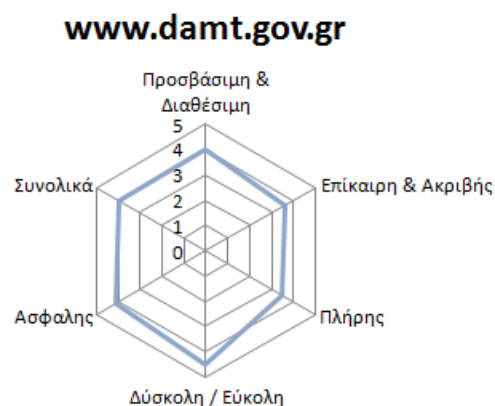 www.damt.gov.gr
Προσβάσιμη &
Διαθέσιμη
5
4
3
2
1
0
Συνολικά
Επίκαιρη & Ακριβής
Ασφαλης
Πλήρης
Δύσκολη / Εύκολη